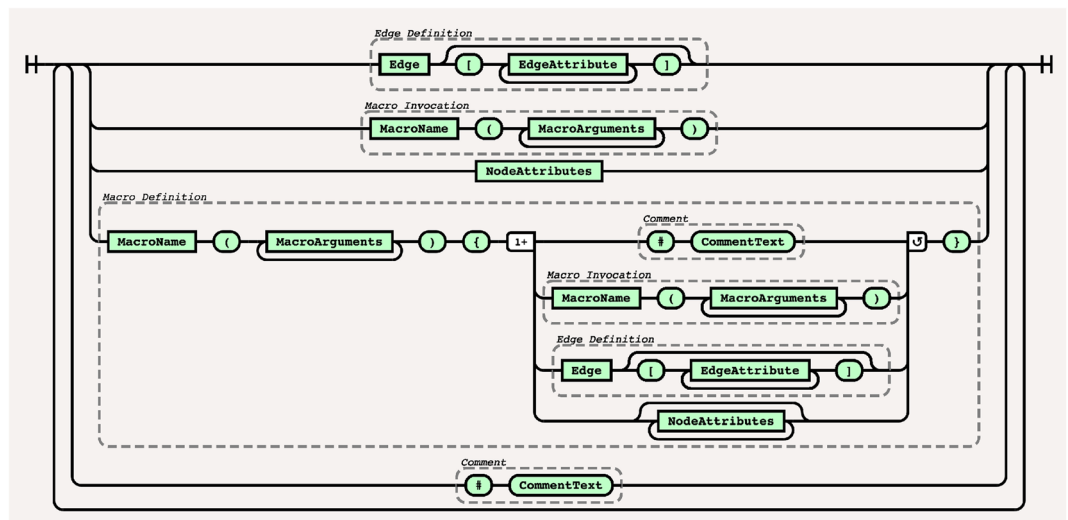 Edge Definition
Edge [ EdgeAttribute ]
Macro Invocation
MacroName ( MacroArguments )
NodeAttributes
Macro Definition
MacroName ( MacroArguments ) { 1+ ↺ }
Comment
# CommentText
Macro Invocation
MacroName ( MacroArguments )
Edge Definition
Edge [ EdgeAttribute ]
NodeAttributes
Comment
# CommentText